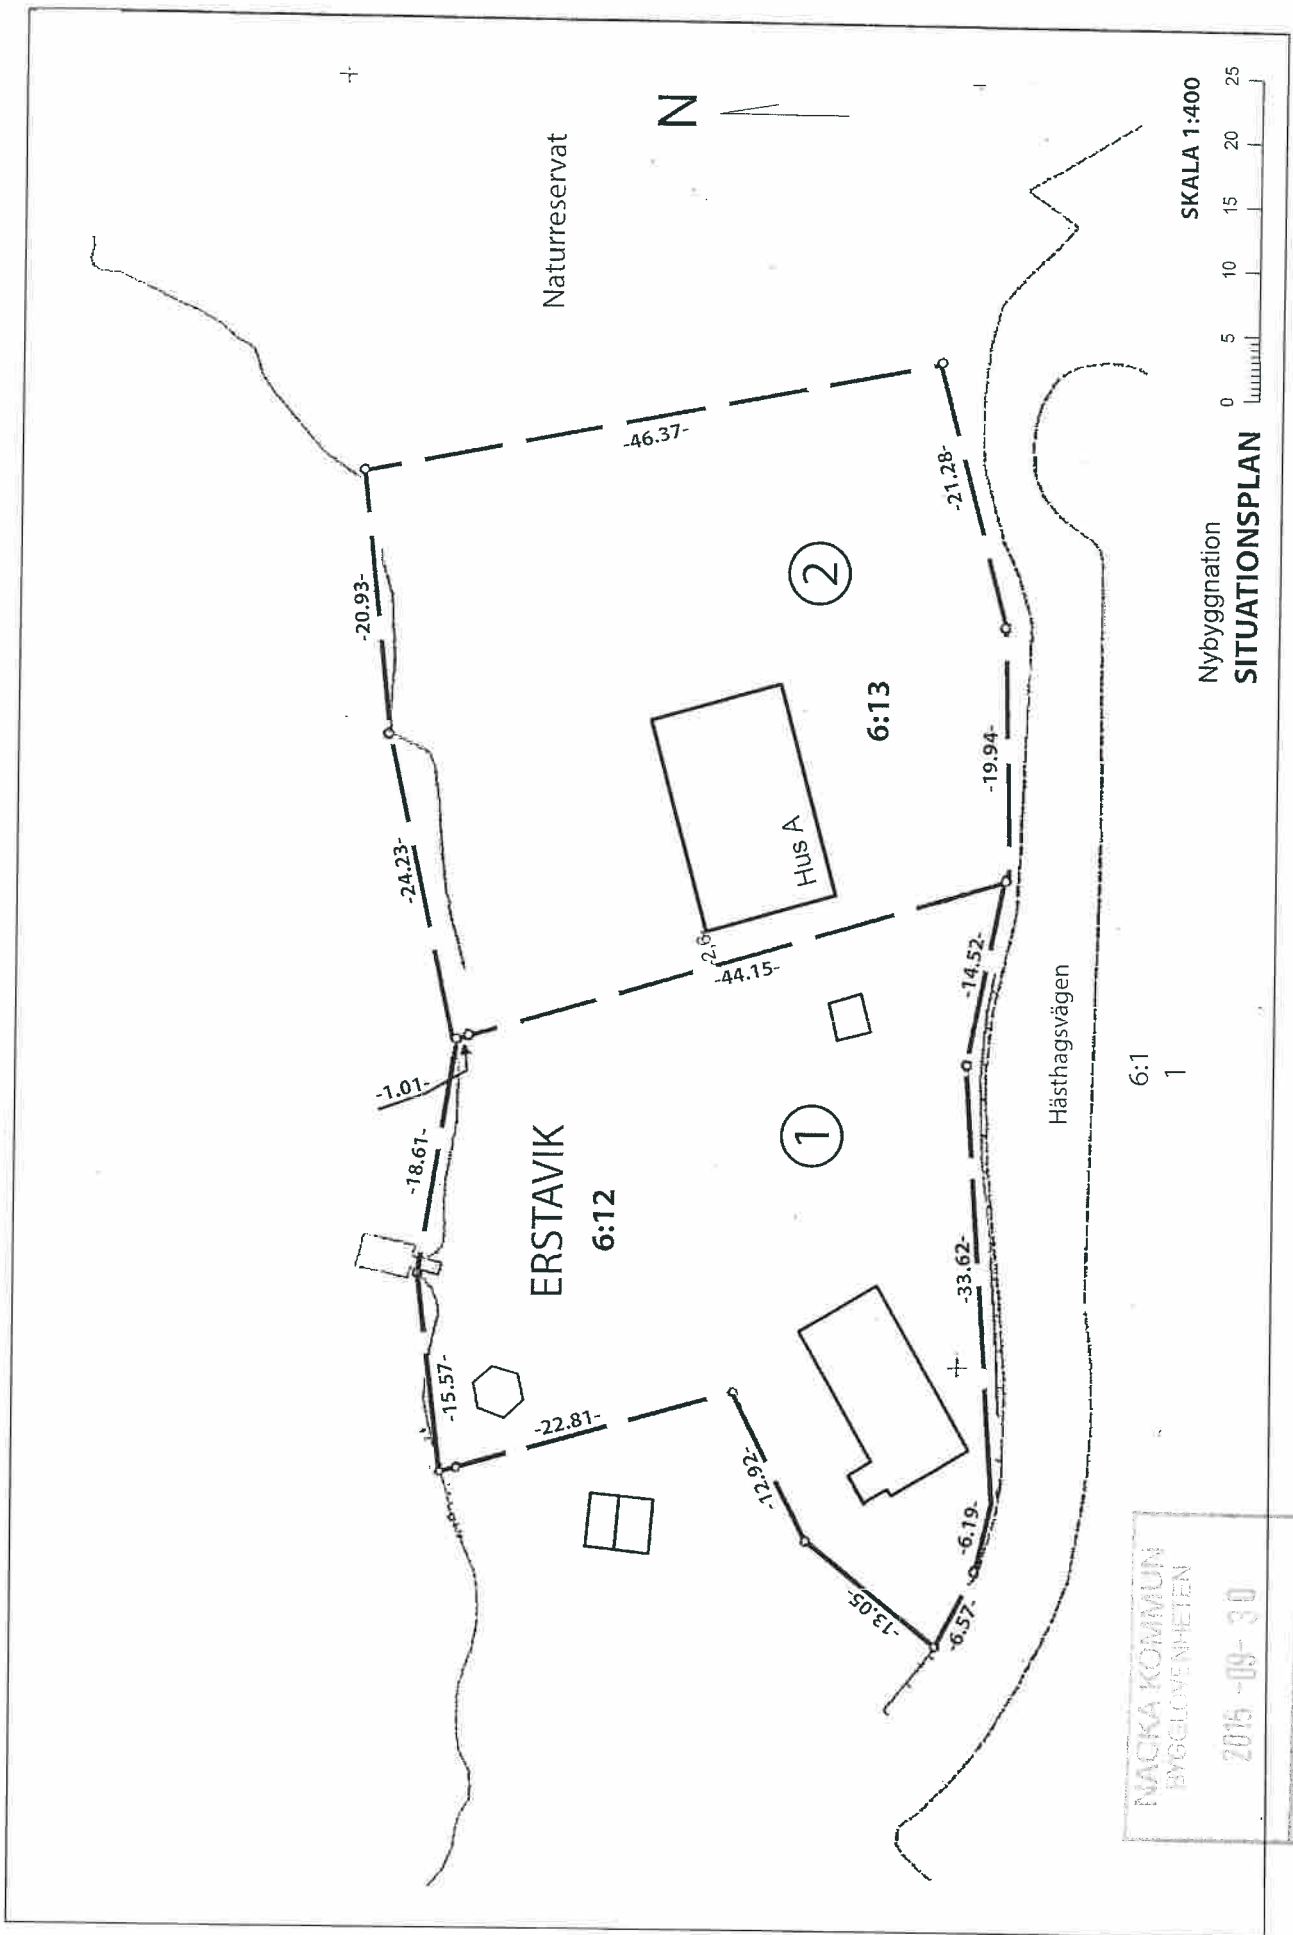 Naturreservat
N
-20.93-
-46.37-
-24.23-
2
-21.28-
6:13
Hus A
-19.94-
2,6
-44.15-
-1.01-
-18.61-
ERSTAVIK
6:12
1
-14.52-
-33.62-
-15.57-
-22.81-
-12.92-
-13.05-
-6.19-
-6.57-
Hästhagsvägen
6:1
1
Nybyggnation
SITUATIONSPLAN
SKALA 1:400
0 5 10 15 20 25
NACKA KOMMUN
BYGGLOVENHETEN
2015 -09- 30